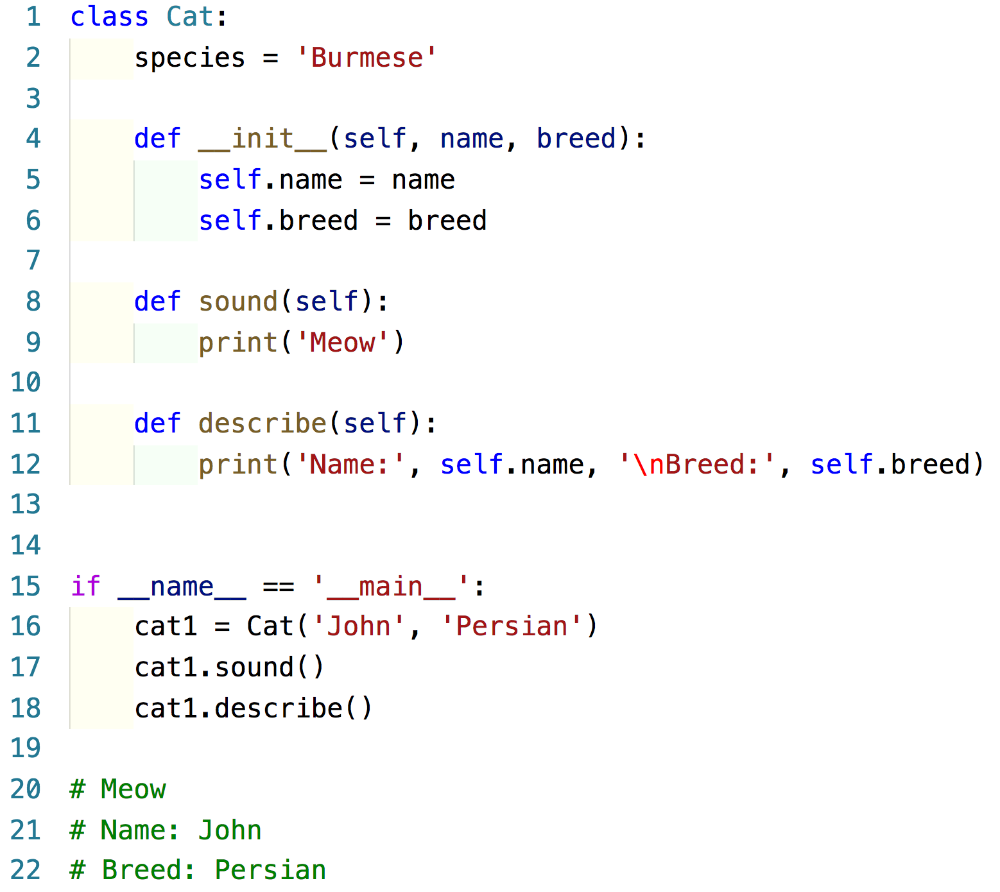 1 class Cat:
2     species = 'Burmese'
3
4     def __init__(self, name, breed):
5         self.name = name
6         self.breed = breed
7
8     def sound(self):
9         print('Meow')
10
11     def describe(self):
12         print('Name:', self.name, '\nBreed:', self.breed)
13
14
15 if __name__ == '__main__':
16     cat1 = Cat('John', 'Persian')
17     cat1.sound()
18     cat1.describe()
19
20 # Meow
21 # Name: John
22 # Breed: Persian